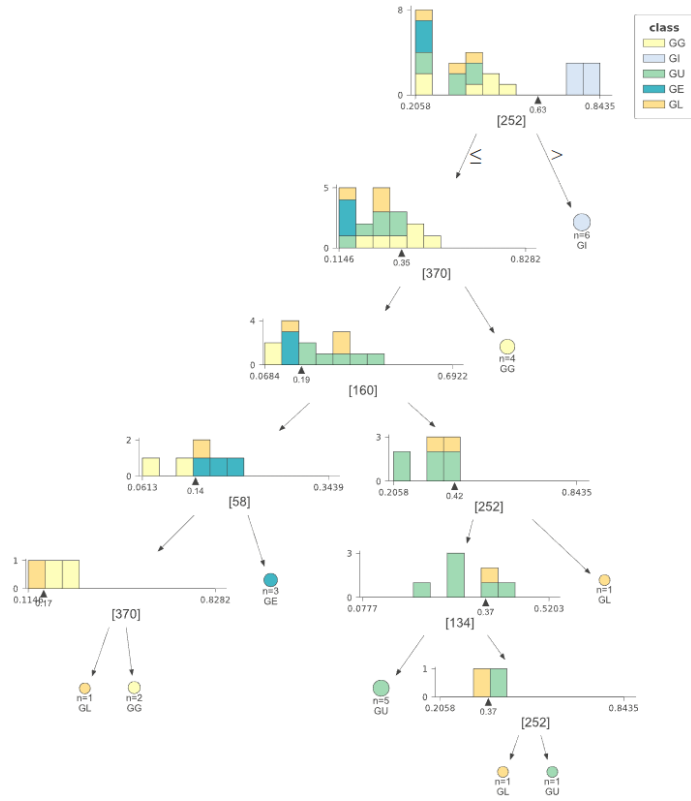 8
class
GG
GI
GU
GE
GL
0
0.2058
0.63
0.8435
[252]
≤
>
5
0
0.1146
0.35
0.8282
[370]
n=6
GI
4
0
0.0684
0.19
0.6922
[160]
n=4
GG
2
0
0.0613
0.14
0.3439
[58]
3
0
0.2058
0.42
0.8435
[252]
1
0
0.1146
0.17
0.8282
[370]
n=3
GE
3
0
0.0777
0.37
0.5203
[134]
n=1
GL
n=1
GL
n=2
GG
n=5
GU
1
0
0.2058
0.37
0.8435
[252]
n=1
GL
n=1
GU